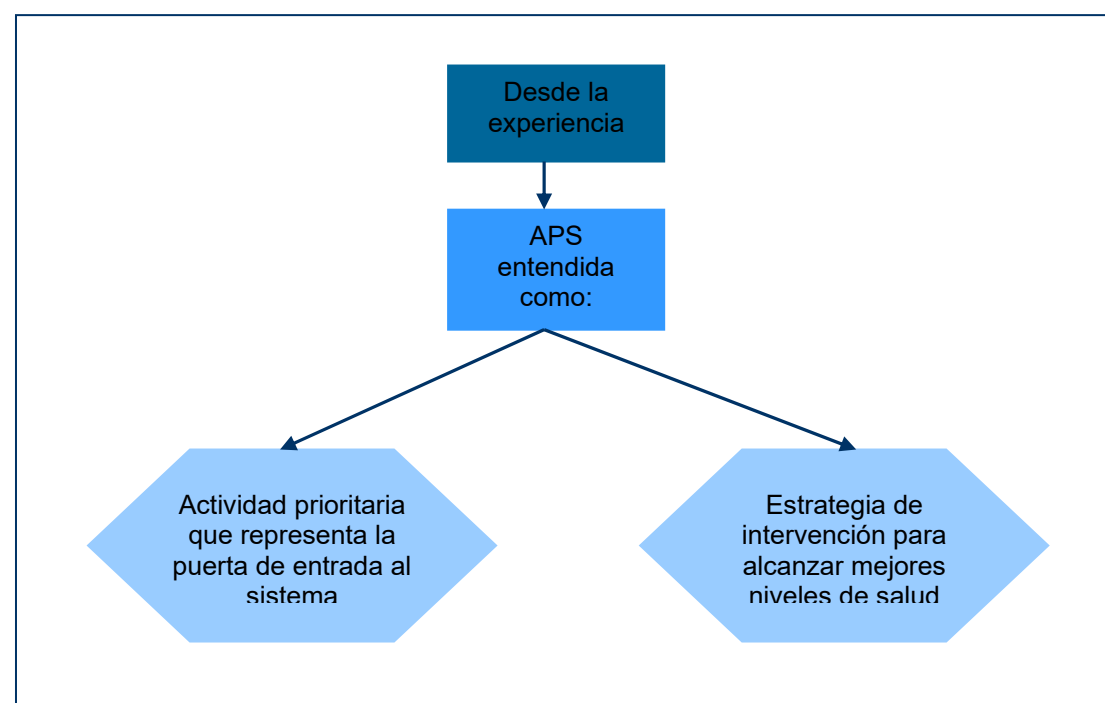 Desde la
experiencia
APS
entendida
como:
Actividad prioritaria
que representa la
puerta de entrada al
sistema
Estrategia de
intervención para
alcanzar mejores
niveles de salud